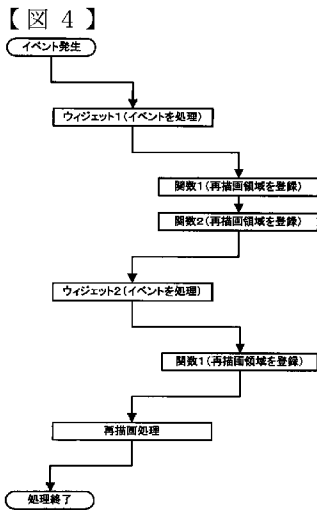 【図4】
イベント発生
ウィジェット1(イベントを処理)
関数1(再描画領域を登録)
関数2(再描画領域を登録)
ウィジェット2(イベントを処理)
関数1(再描画領域を登録)
再描画処理
処理終了